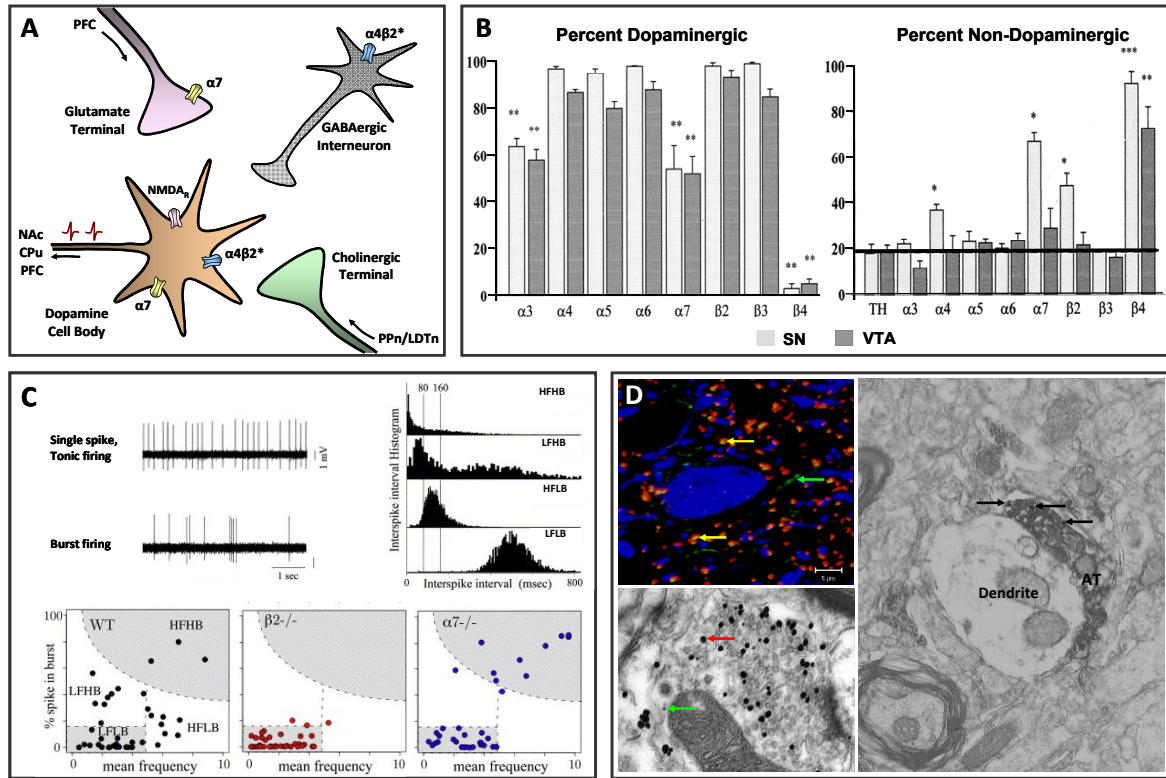 A
PFC
α7
Glutamate
Terminal
α4β2*
GABAergic
Interneuron
NMDAR
NAc
CPu
PFC
α4β2*
α7
Dopamine
Cell Body
Cholinergic
Terminal
PPn/LDTn
B
Percent Dopaminergic
100
80
60
40
20
0
** ** ** ** ** **
α3 α4 α5 α6 α7 β2 β3 β4
Percent Non-Dopaminergic
100
80
60
40
20
0
* * * *** **
TH α3 α4 α5 α6 α7 β2 β3 β4
SN VTA
C
Single spike,
Tonic firing
1 mV
Burst firing
1 sec
Interspike interval Histogram
80 160
HFHB
LFHB
HFLB
LFLB
0 Interspike interval (msec) 800
% spike in burst
100
50
0
WT
HFHB
LFHB
LFLB
HFLB
0 mean frequency 10
β2-/-
0 mean frequency 10
α7-/-
0 mean frequency 10
D
5 µm
Dendrite
AT